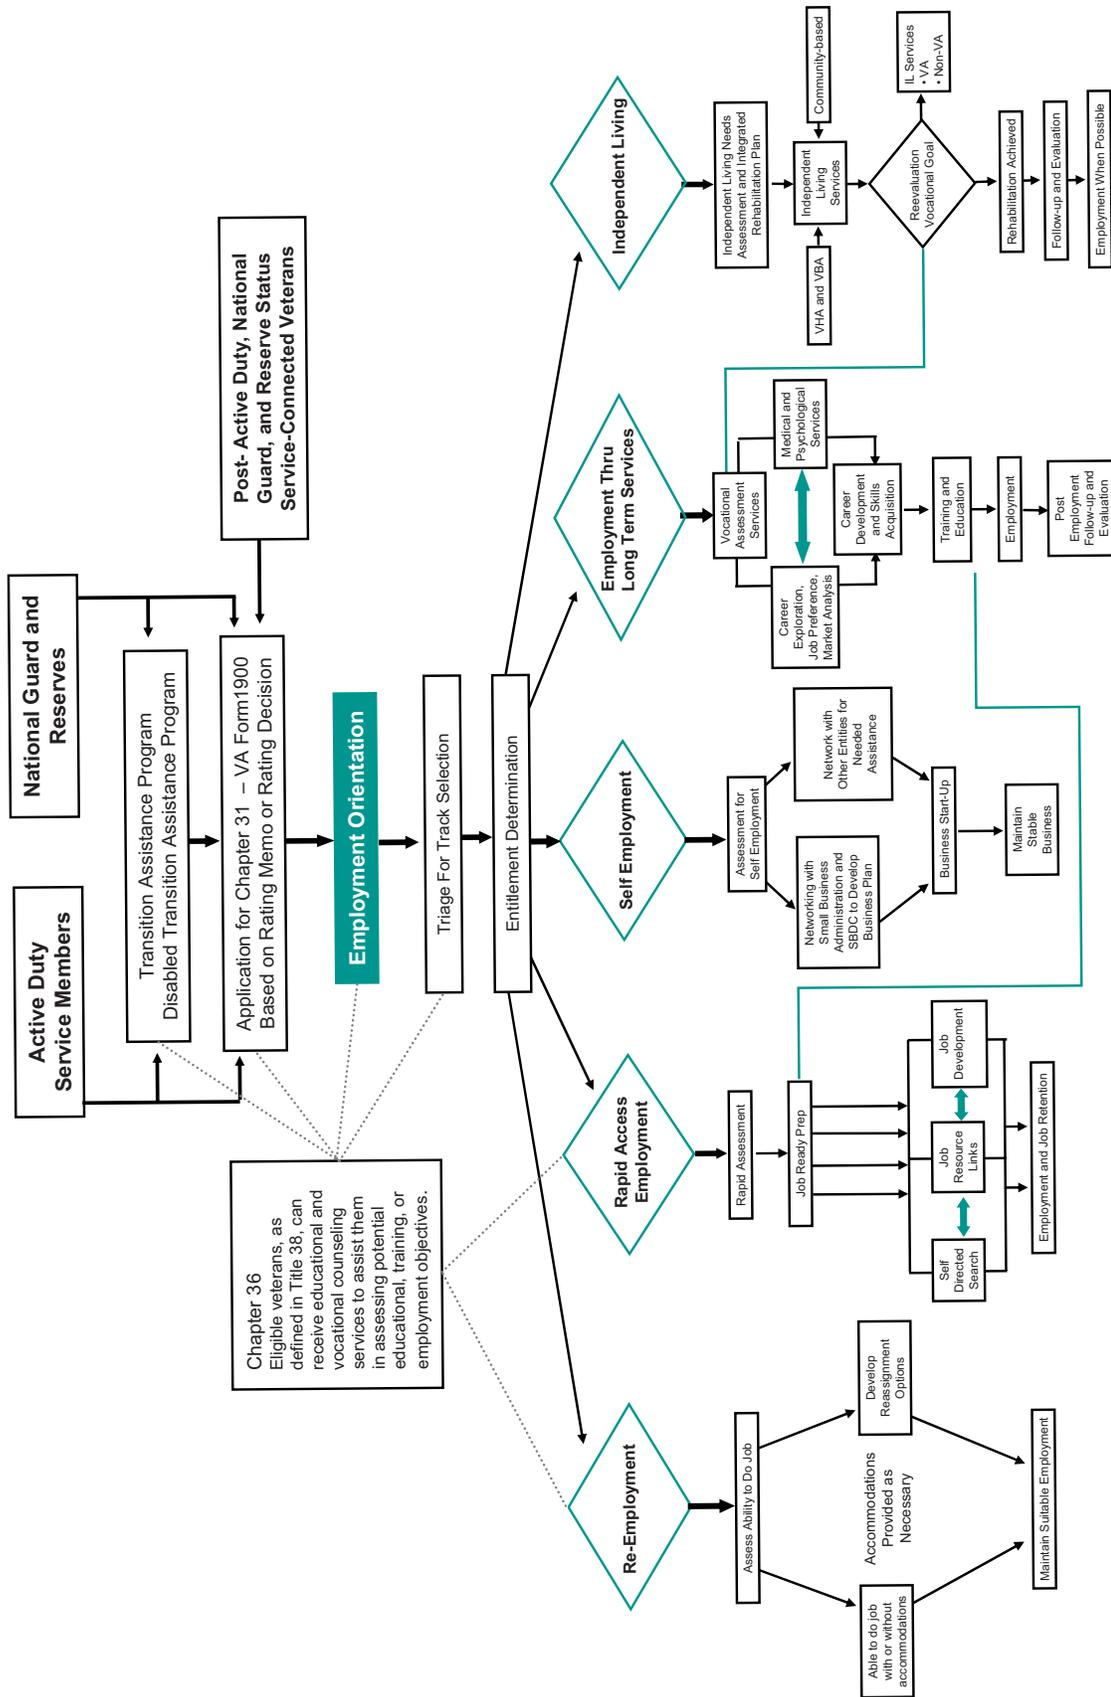 Active Duty
Service Members
National Guard and
Reserves
Transition Assistance Program
Disabled Transition Assistance Program
Post- Active Duty, National
Guard, and Reserve Status
Service-Connected Veterans
Application for Chapter 31 – VA Form1900
Based on Rating Memo or Rating Decision
Chapter 36
Eligible veterans, as
defined in Title 38, can
receive educational and
vocational counseling
services to assist them
in assessing potential
educational, training, or
employment objectives.
Employment Orientation
Triage For Track Selection
Entitlement Determination
Re-Employment
Assess Ability to Do Job
Able to do job
with or without
accommodations
Accommodations
Provided as
Necessary
Develop
Reassignment
Options
Maintain Suitable Employment
Rapid Access
Employment
Rapid Assessment
Job Ready Prep
Self
Directed
Search
Job
Resource
Links
Job
Development
Employment and Job Retention
Self Employment
Assessment for
Self Employment
Networking with
Small Business
Administration and
SBDC to Develop
Business Plan
Network with
Other Entities for
Needed
Assistance
Business Start-Up
Maintain
Stable
Business
Employment Thru
Long Term Services
Vocational
Assessment
Services
Career
Exploration,
Job Preference,
Market Analysis
Medical and
Psychological
Services
Career
Development
and Skills
Acquisition
Training and
Education
Employment
Post
Employment
Follow-up and
Evaluation
Independent Living
Independent Living Needs
Assessment and Integrated
Rehabilitation Plan
VHA and VBA
Independent
Living
Services
Community-based
Reevaluation
Vocational Goal
IL Services
• VA
• Non-VA
Rehabilitation Achieved
Follow-up and Evaluation
Employment When Possible